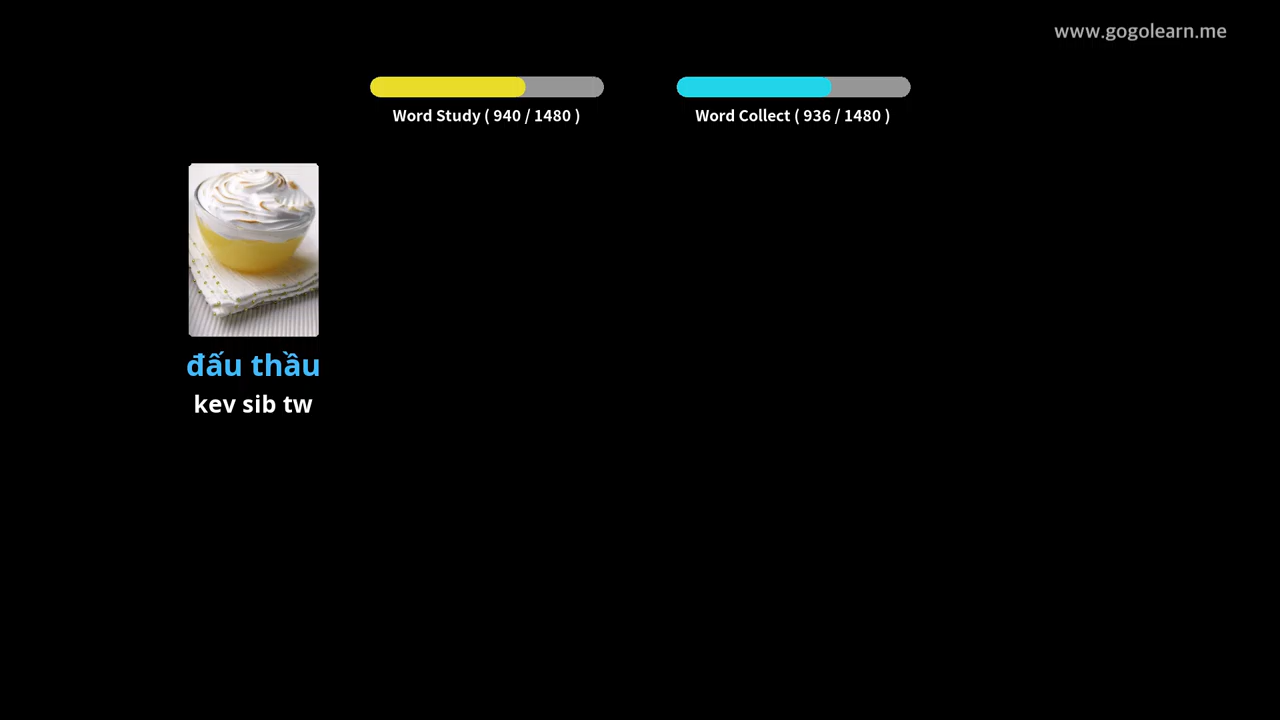 www.gogolearn.me
Word Study ( 940 / 1480 )
Word Collect ( 936 / 1480 )
đấu thầu
kev sib tw